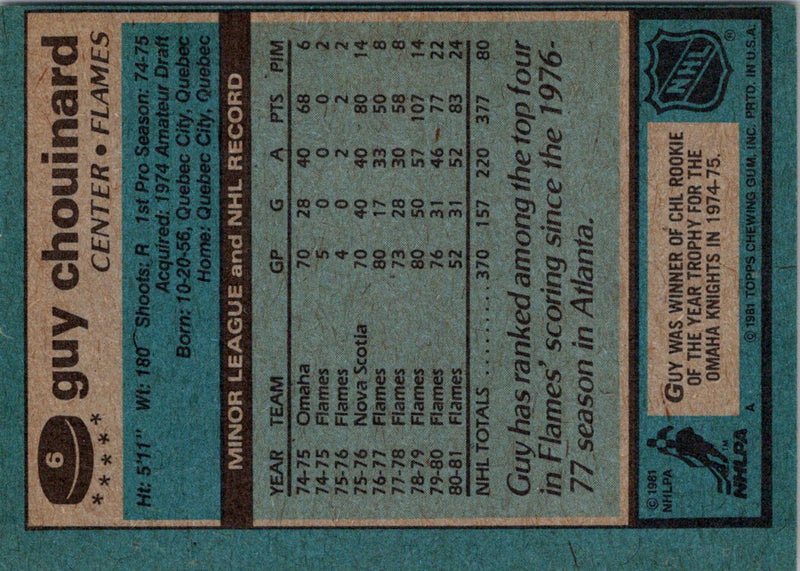 6
guy chouinard
★★★★
CENTER • FLAMES
Ht: 5'11" Wt: 180 Shoots: R 1st Pro Season: 74-75
Acquired: 1974 Amateur Draft
Born: 10-20-56, Quebec City, Quebec
Home: Quebec City, Quebec
MINOR LEAGUE and NHL RECORD
YEAR TEAM GP G A PTS PIM
74-75 Omaha 70 28 40 68 6
74-75 Flames 5 0 0 0 2
75-76 Flames 4 0 2 2 2
75-76 Nova Scotia 70 40 40 80 14
76-77 Flames 80 17 33 50 8
77-78 Flames 73 28 30 58 8
78-79 Flames 80 50 57 107 14
79-80 Flames 76 31 46 77 22
80-81 Flames 52 31 52 83 24
NHL TOTALS ......... 370 157 220 377 80
Guy has ranked among the top four
in Flames' scoring since the 1976-
77 season in Atlanta.
© 1981
NHLPA
NHLPA
™
GUY WAS WINNER OF CHL ROOKIE
OF THE YEAR TROPHY FOR THE
OMAHA KNIGHTS IN 1974-75.
NHL
®
A © 1981 TOPPS CHEWING GUM, INC. PRTD. IN U.S.A.